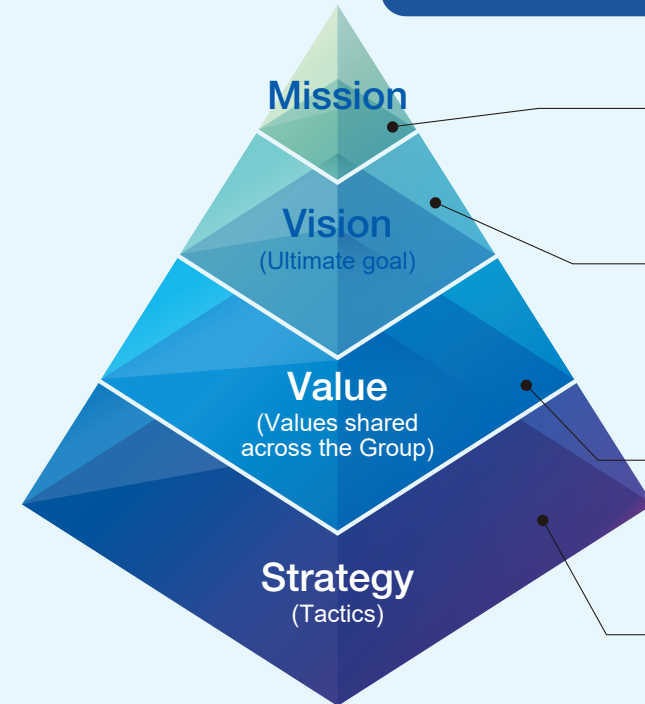 Mission
Vision
(Ultimate goal)
Value
(Values shared
across the Group)
Strategy
(Tactics)